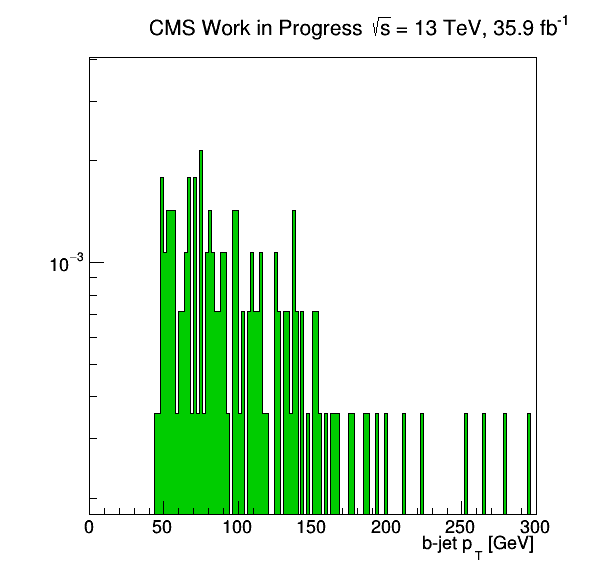 CMS Work in Progress √s = 13 TeV, 35.9 fb⁻¹
10⁻³
0 50 100 150 200 250 300
b-jet p_T [GeV]